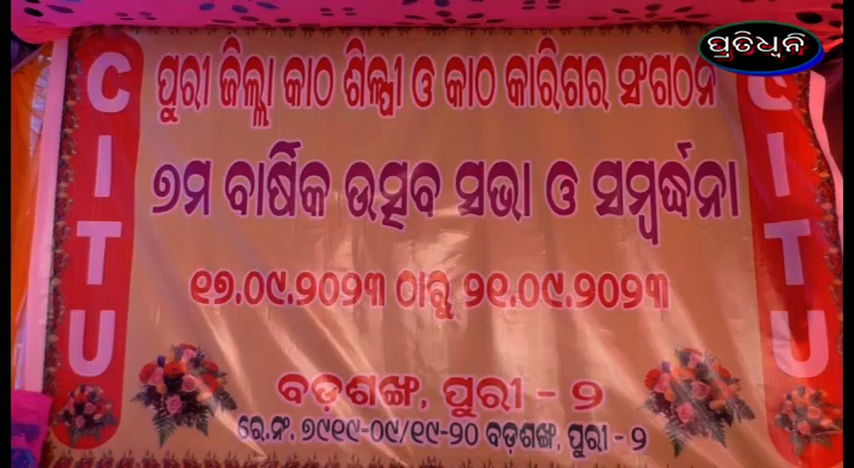 ପ୍ରତିଧ୍ୱନି
CITU
ପୁରୀ ଜିଲ୍ଲା କାଠ ଶିଳ୍ପୀ ଓ କାଠ କାରିଗର ସଂଗଠନ
୭ମ ବାର୍ଷିକ ଉତ୍ସବ ସଭା ଓ ସମ୍ବର୍ଦ୍ଧନା
୧୭.୦୯.୨୦୨୩ ଠାରୁ ୨୧.୦୯.୨୦୨୩
ବଡ଼ଶଙ୍ଖ, ପୁରୀ - ୨
ରେ.ନଂ. ୭୯୧୯-୦୯/୧୯-୨୦ ବଡ଼ଶଙ୍ଖ, ପୁରୀ - ୨
CITU